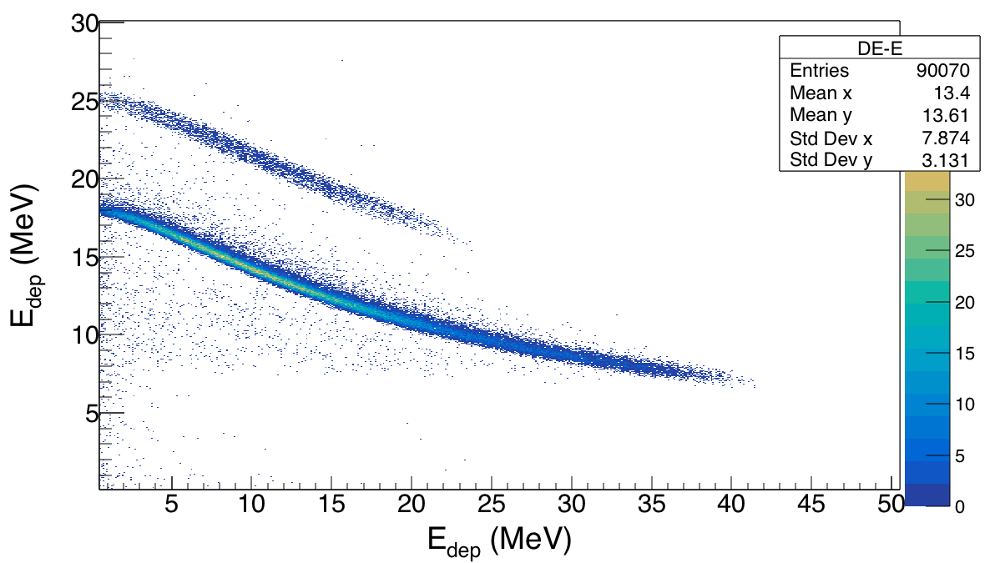 30
25
20
15
10
5
E_dep (MeV)
5 10 15 20 25 30 35 40 45 50
E_dep (MeV)
DE-E
Entries 90070
Mean x 13.4
Mean y 13.61
Std Dev x 7.874
Std Dev y 3.131
30
25
20
15
10
5
0